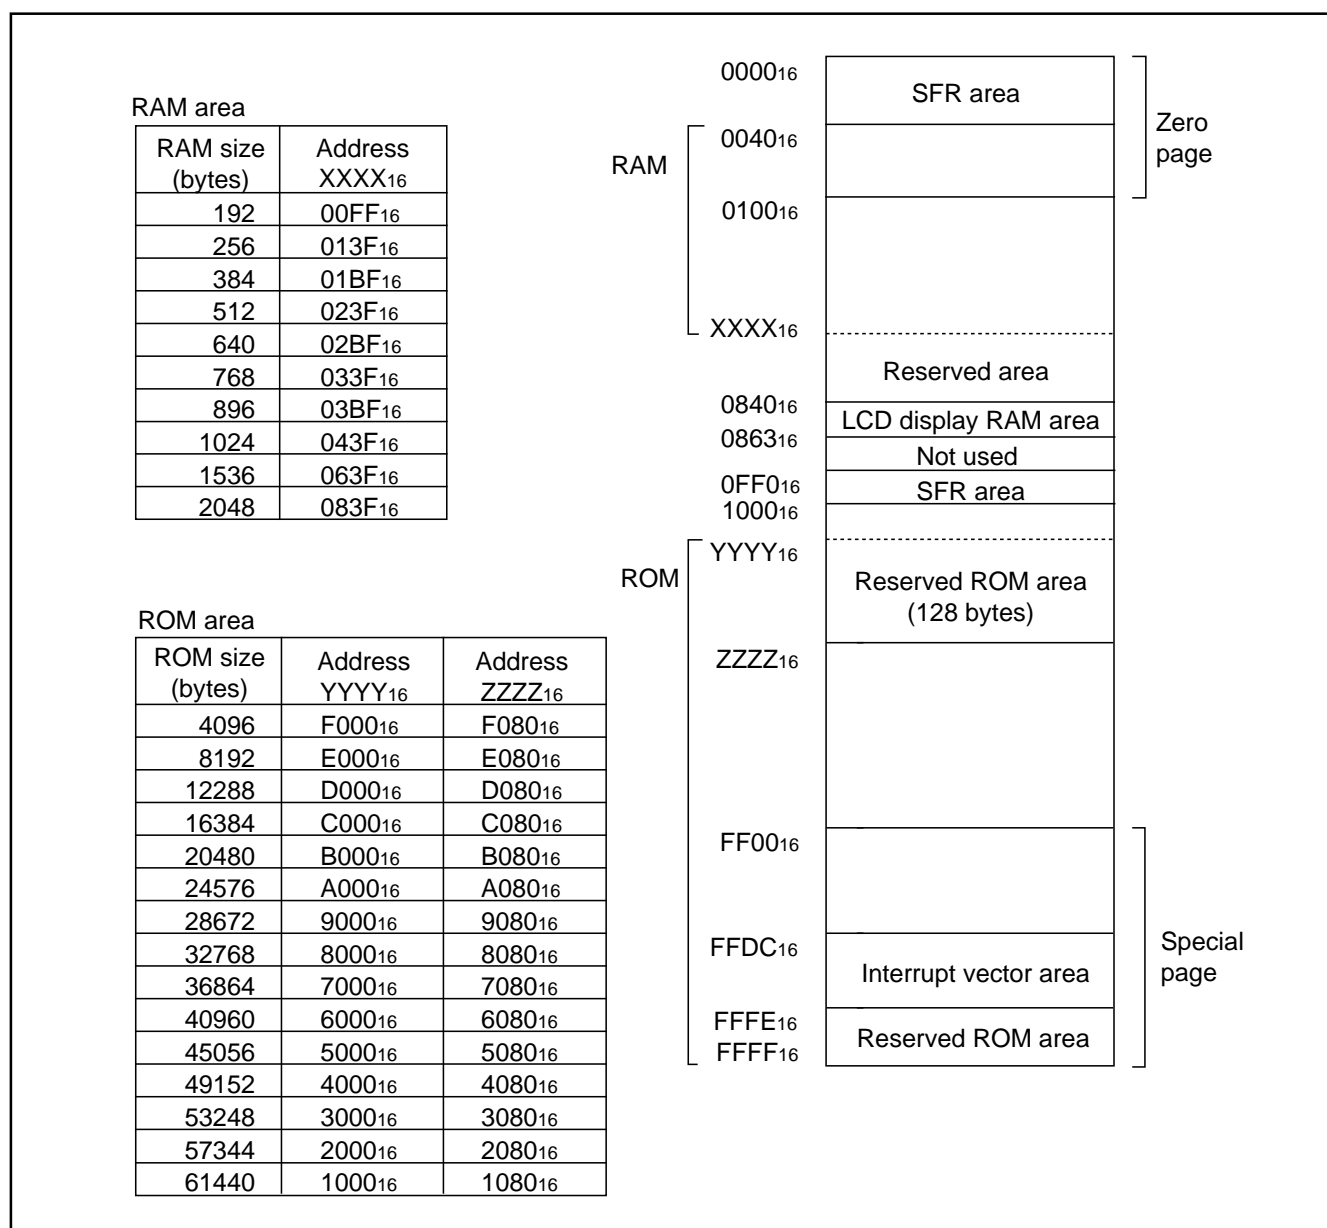 RAM area
RAM size (bytes) Address XXXX16
192 00FF16
256 013F16
384 01BF16
512 023F16
640 02BF16
768 033F16
896 03BF16
1024 043F16
1536 063F16
2048 083F16
ROM area
ROM size (bytes) Address YYYY16 Address ZZZZ16
4096 F00016 F08016
8192 E00016 E08016
12288 D00016 D08016
16384 C00016 C08016
20480 B00016 B08016
24576 A00016 A08016
28672 900016 908016
32768 800016 808016
36864 700016 708016
40960 600016 608016
45056 500016 508016
49152 400016 408016
53248 300016 308016
57344 200016 208016
61440 100016 108016
000016
SFR area
Zero page
RAM
004016
010016
XXXX16
Reserved area
084016
LCD display RAM area
086316
Not used
0FF016
SFR area
100016
ROM
YYYY16
Reserved ROM area
(128 bytes)
ZZZZ16
FF0016
FFDC16
Interrupt vector area
Special page
FFFE16
Reserved ROM area
FFFF16